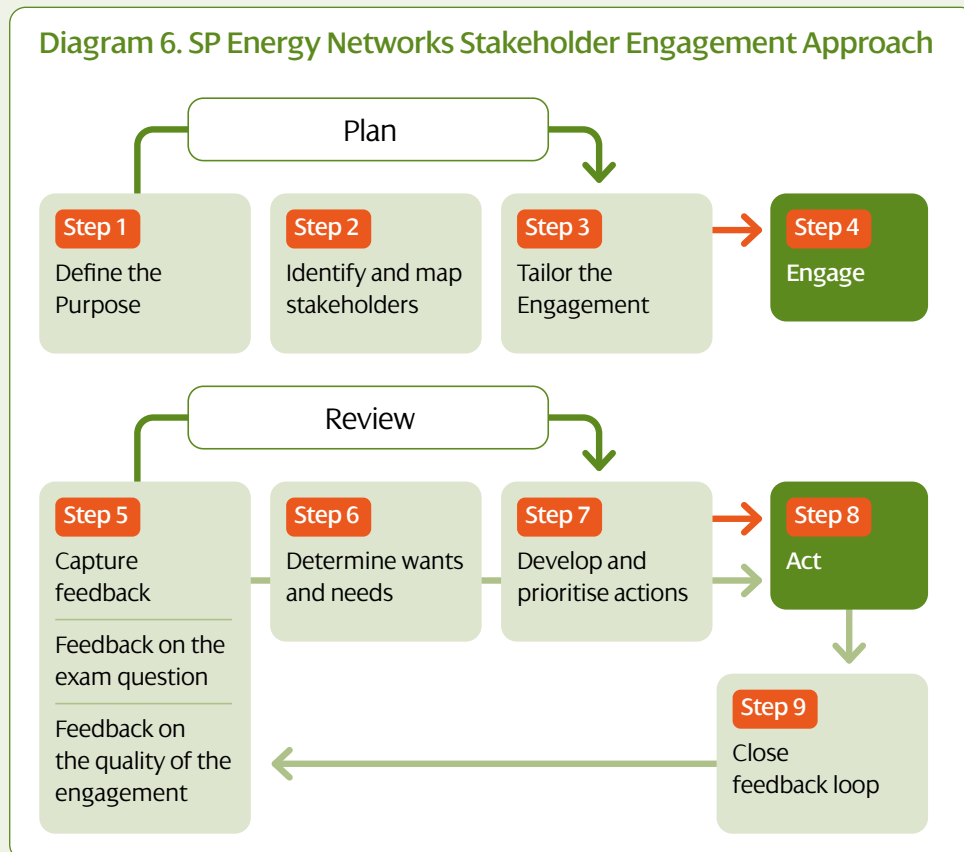 Diagram 6. SP Energy Networks Stakeholder Engagement Approach
Plan
Step 1
Define the
Purpose
Step 2
Identify and map
stakeholders
Step 3
Tailor the
Engagement
Step 4
Engage
Review
Step 5
Capture
feedback
Feedback on the
exam question
Feedback on
the quality of the
engagement
Step 6
Determine wants
and needs
Step 7
Develop and
prioritise actions
Step 8
Act
Step 9
Close
feedback loop